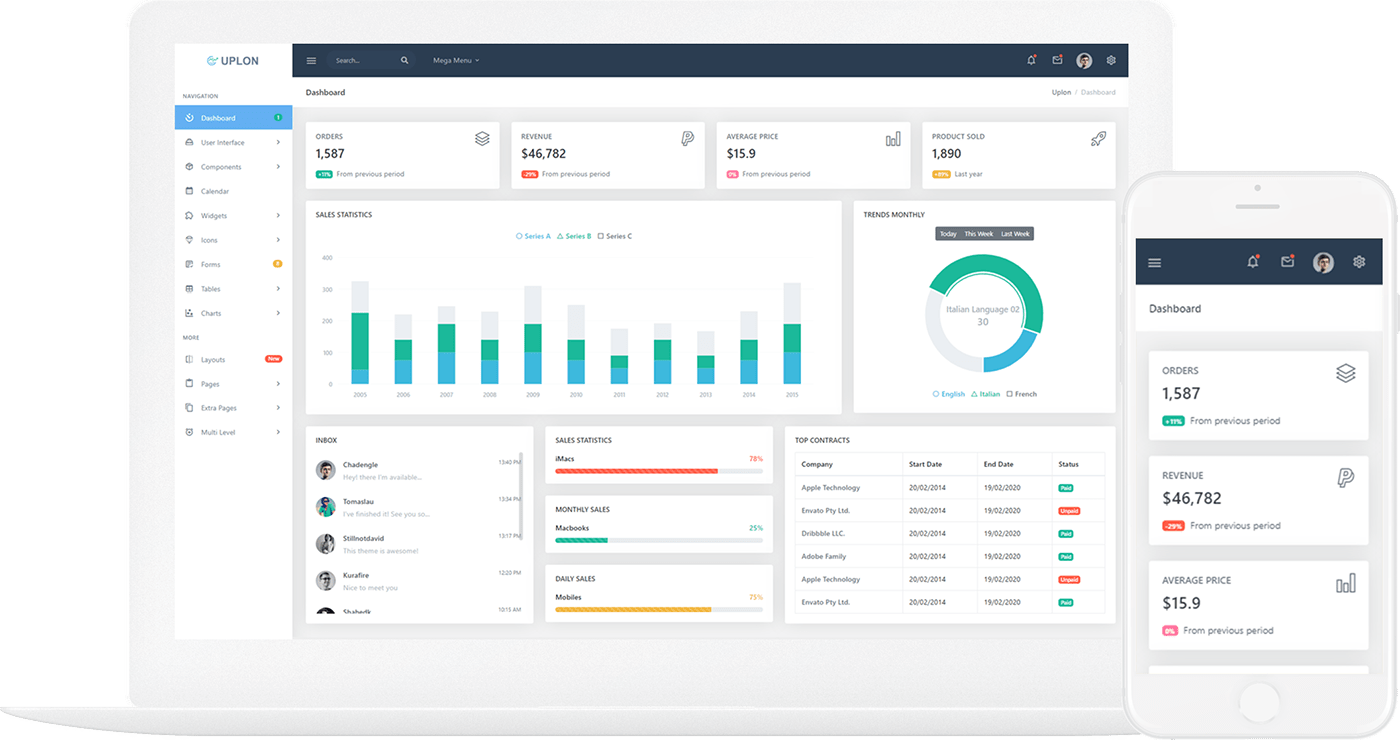 UPLON
Search...
Mega Menu
NAVIGATION
Dashboard
1
User Interface
Components
Calendar
Widgets
Icons
Forms
Tables
Charts
MORE
Layouts
New
Pages
Extra Pages
Multi Level
Dashboard
Uplon / Dashboard
ORDERS
1,587
+11% From previous period
REVENUE
$46,782
-29% From previous period
AVERAGE PRICE
$15.9
0% From previous period
PRODUCT SOLD
1,890
+89% Last year
SALES STATISTICS
Series A Series B Series C
400
300
200
100
0
2005 2006 2007 2008 2009 2010 2011 2012 2013 2014 2015
TRENDS MONTHLY
Today This Week Last Week
Italian Language 02
30
English Italian French
INBOX
Chadengle 13:40 PM
Hey! there I'm available...
Tomaslau 13:34 PM
I've finished it! See you so...
Stillnotdavid 13:17 PM
This theme is awesome!
Kurafire 12:20 PM
Nice to meet you
Shahedk 10:15 AM
SALES STATISTICS
iMacs 78%
MONTHLY SALES
Macbooks 25%
DAILY SALES
Mobiles 75%
TOP CONTRACTS
Company Start Date End Date Status
Apple Technology 20/02/2014 19/02/2020 Paid
Envato Pty Ltd. 20/02/2014 19/02/2020 Unpaid
Dribbble LLC. 20/02/2014 19/02/2020 Paid
Adobe Family 20/02/2014 19/02/2020 Paid
Apple Technology 20/02/2014 19/02/2020 Unpaid
Envato Pty Ltd. 20/02/2014 19/02/2020 Paid
Dashboard
ORDERS
1,587
+11% From previous period
REVENUE
$46,782
-29% From previous period
AVERAGE PRICE
$15.9
0% From previous period